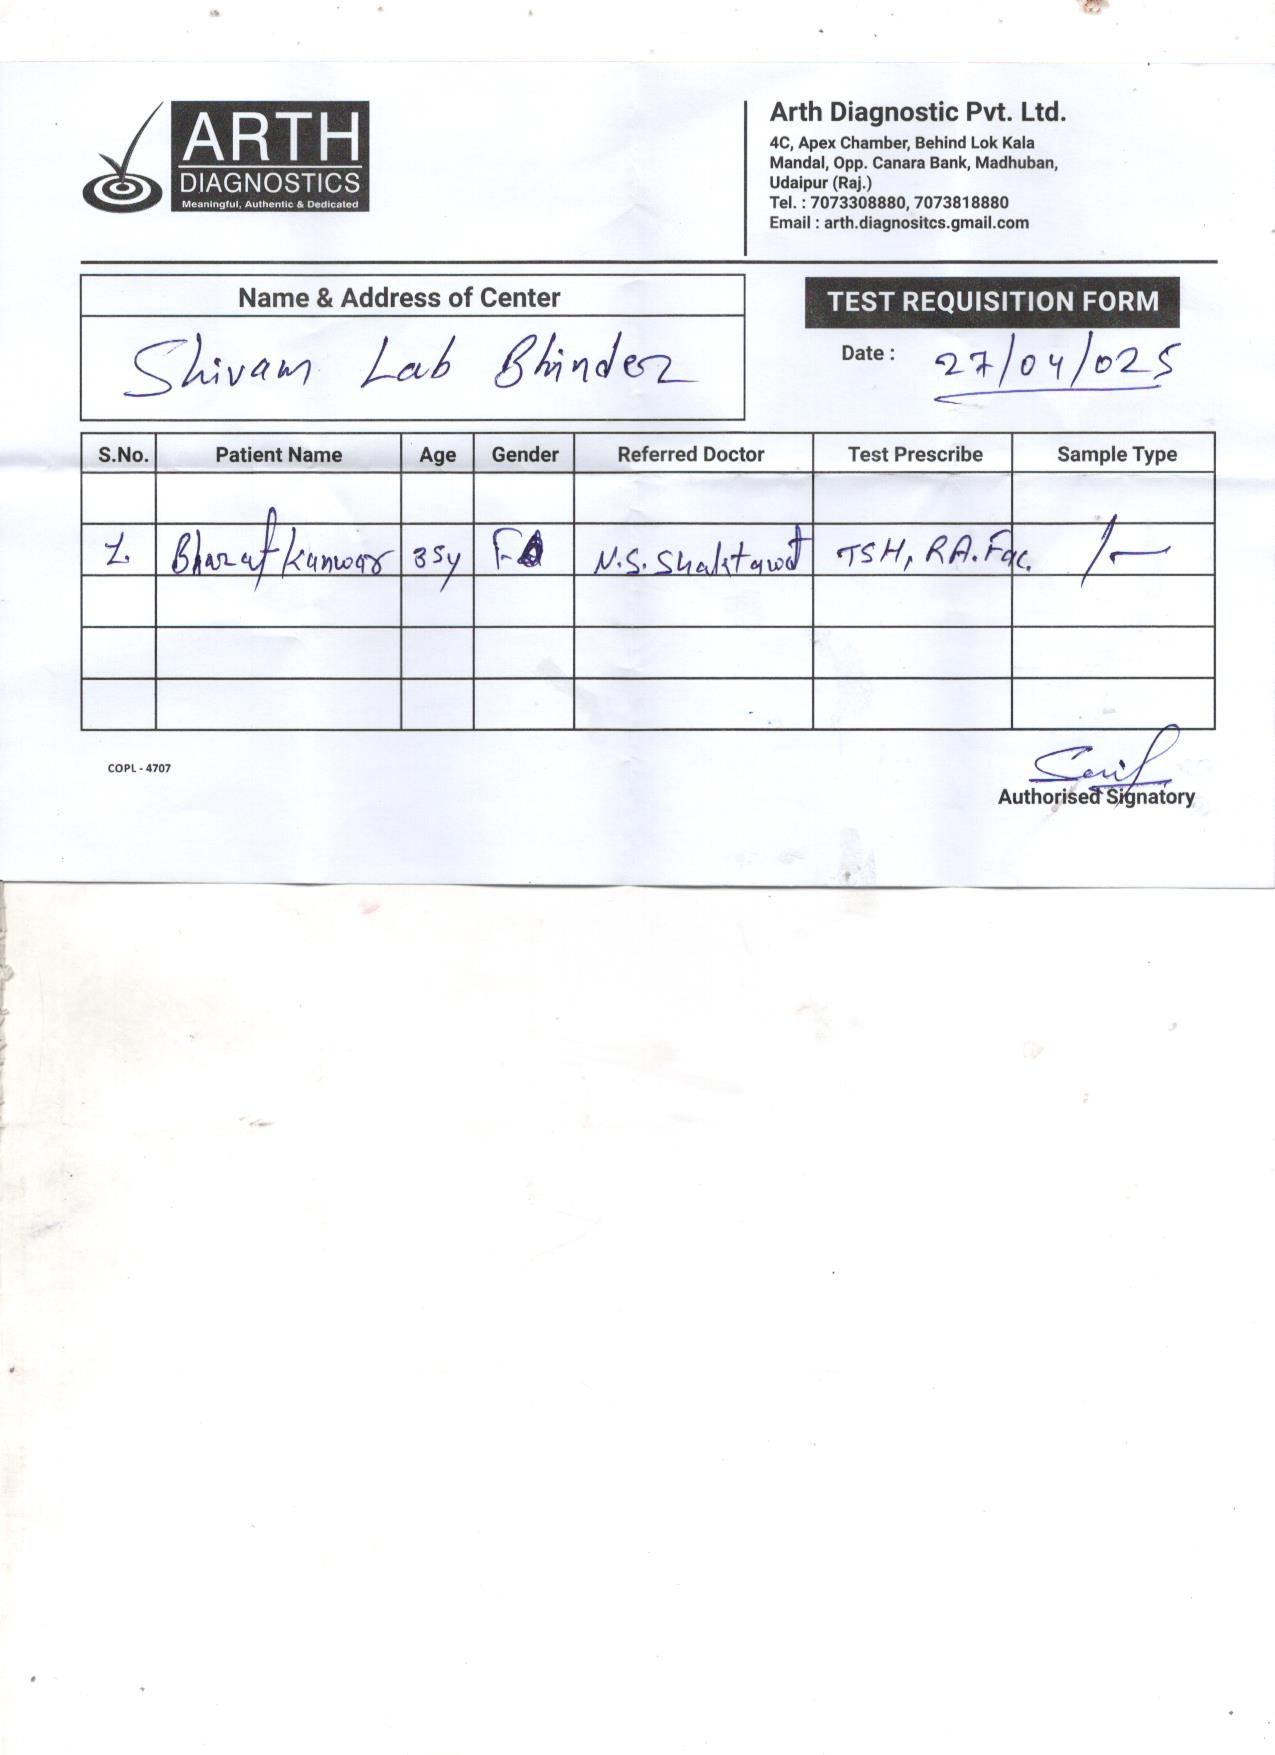 ARTH
DIAGNOSTICS
Meaningful, Authentic & Dedicated
Arth Diagnostic Pvt. Ltd.
4C, Apex Chamber, Behind Lok Kala
Mandal, Opp. Canara Bank, Madhuban,
Udaipur (Raj.)
Tel. : 7073308880, 7073818880
Email : arth.diagnositcs.gmail.com
Name & Address of Center
Shivam Lab Bhinder
TEST REQUISITION FORM
Date : 27/04/025
S.No. Patient Name Age Gender Referred Doctor Test Prescribe Sample Type
1. Bharat Kanwar 35y F N.S. Shaktawat TSH, RA. Fac.
COPL - 4707
Authorised Signatory